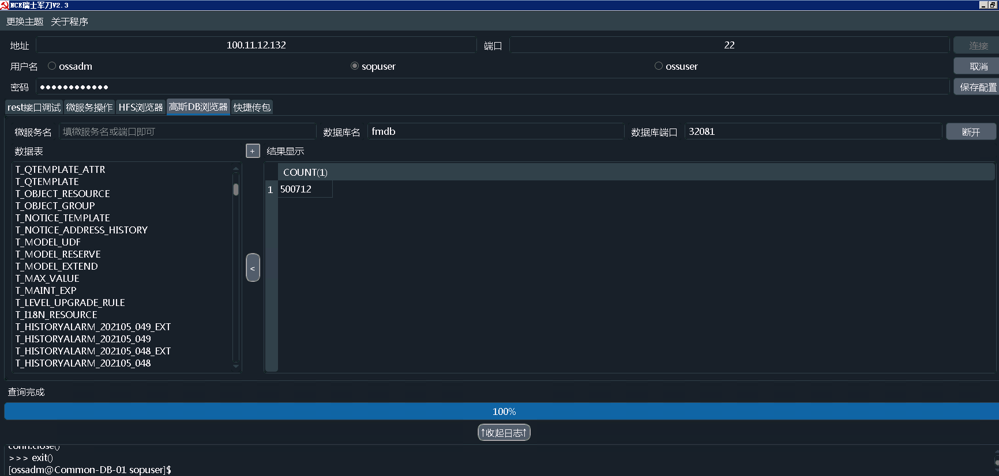 NCE瑞士军刀V2.3
更换主题 关于程序
地址 100.11.12.132 端口 22 连接
用户名 ossadm sopuser ossuser 取消
密码 ●●●●●●●●●●●● 保存配置
rest接口调试 微服务操作 HFS浏览器 高斯DB浏览器 快捷传包
微服务名 填微服务名或端口即可 数据库名 fmdb 数据库端口 32081 断开
数据表 + 结果显示
T_QTEMPLATE_ATTR
T_QTEMPLATE
T_OBJECT_RESOURCE
T_OBJECT_GROUP
T_NOTICE_TEMPLATE
T_NOTICE_ADDRESS_HISTORY
T_MODEL_UDF
T_MODEL_RESERVE
T_MODEL_EXTEND
T_MAX_VALUE
T_MAINT_EXP
T_LEVEL_UPGRADE_RULE
T_I18N_RESOURCE
T_HISTORYALARM_202105_049_EXT
T_HISTORYALARM_202105_049
T_HISTORYALARM_202105_048_EXT
T_HISTORYALARM_202105_048
<
COUNT(1)
1 500712
查询完成
100%
↑收起日志↑
conn.close()
>>> exit()
[ossadm@Common-DB-01 sopuser]$